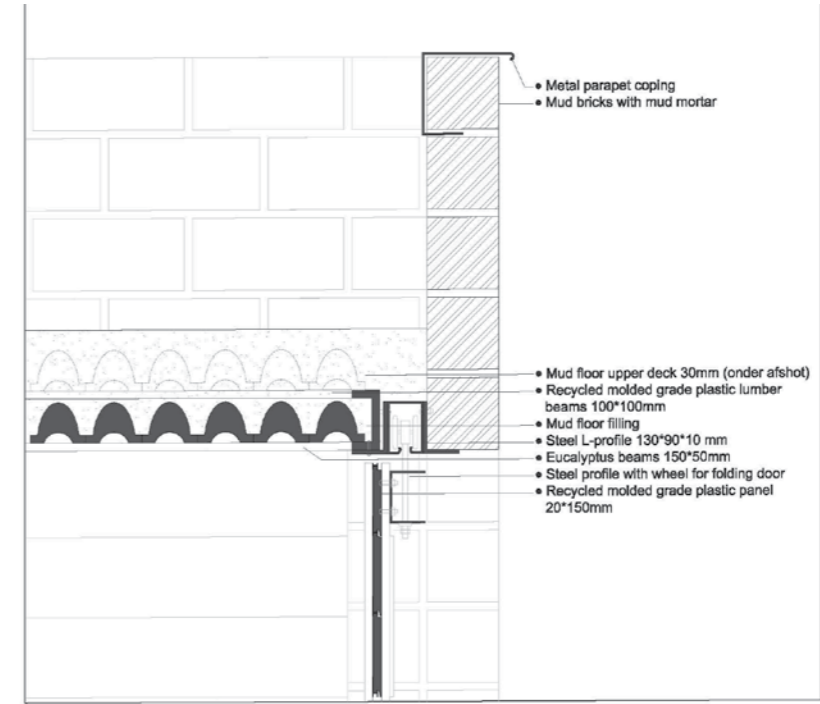 • Metal parapet coping
• Mud bricks with mud mortar
• Mud floor upper deck 30mm (onder afshot)
• Recycled molded grade plastic lumber
beams 100*100mm
• Mud floor filling
• Steel L-profile 130*90*10 mm
• Eucalyptus beams 150*50mm
• Steel profile with wheel for folding door
• Recycled molded grade plastic panel
20*150mm